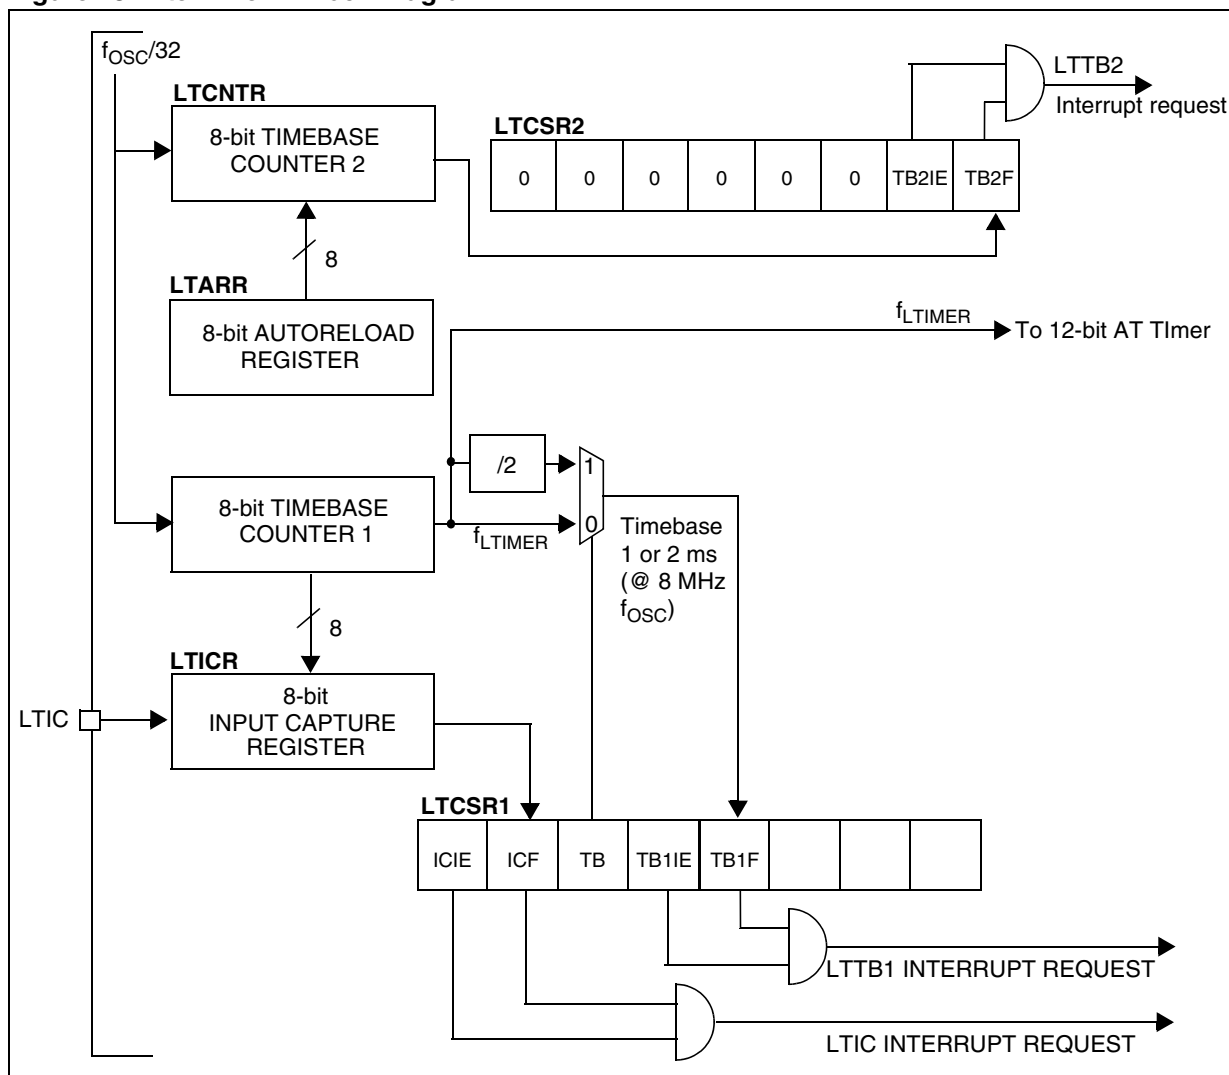 fOSC/32
LTCNTR
8-bit TIMEBASE
COUNTER 2
8
LTARR
8-bit AUTORELOAD
REGISTER
LTCSR2
0 0 0 0 0 0 TB2IE TB2F
LTTB2
Interrupt request
fLTIMER
To 12-bit AT TImer
/2
1
0
8-bit TIMEBASE
COUNTER 1
fLTIMER
Timebase
1 or 2 ms
(@ 8 MHz
fOSC)
8
LTICR
LTIC
8-bit
INPUT CAPTURE
REGISTER
LTCSR1
ICIE ICF TB TB1IE TB1F
LTTB1 INTERRUPT REQUEST
LTIC INTERRUPT REQUEST